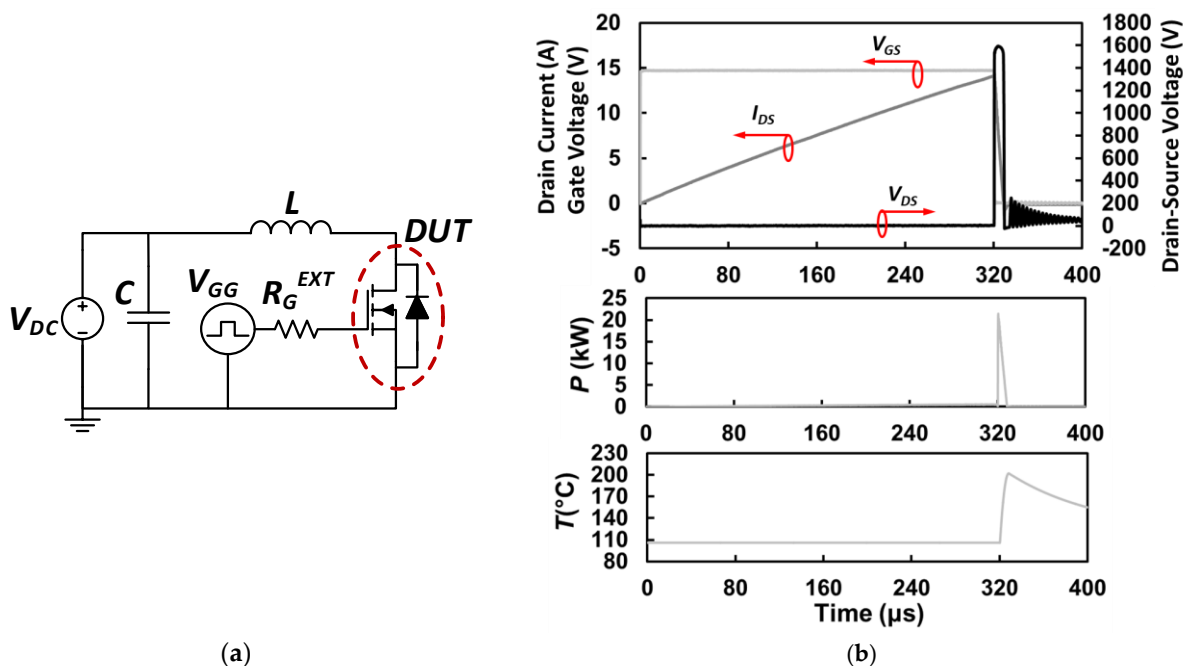 V_DC
C
L
V_GG
R_G^EXT
DUT
(a)
Drain Current (A)
Gate Voltage (V)
20
15
10
5
0
-5
V_GS
I_DS
V_DS
1800
1600
1400
1200
1000
800
600
400
200
0
-200
Drain-Source Voltage (V)
0 80 160 240 320 400
P (kW)
25
20
15
10
5
0
0 80 160 240 320 400
T(°C)
230
200
170
140
110
80
0 80 160 240 320 400
Time (µs)
(b)